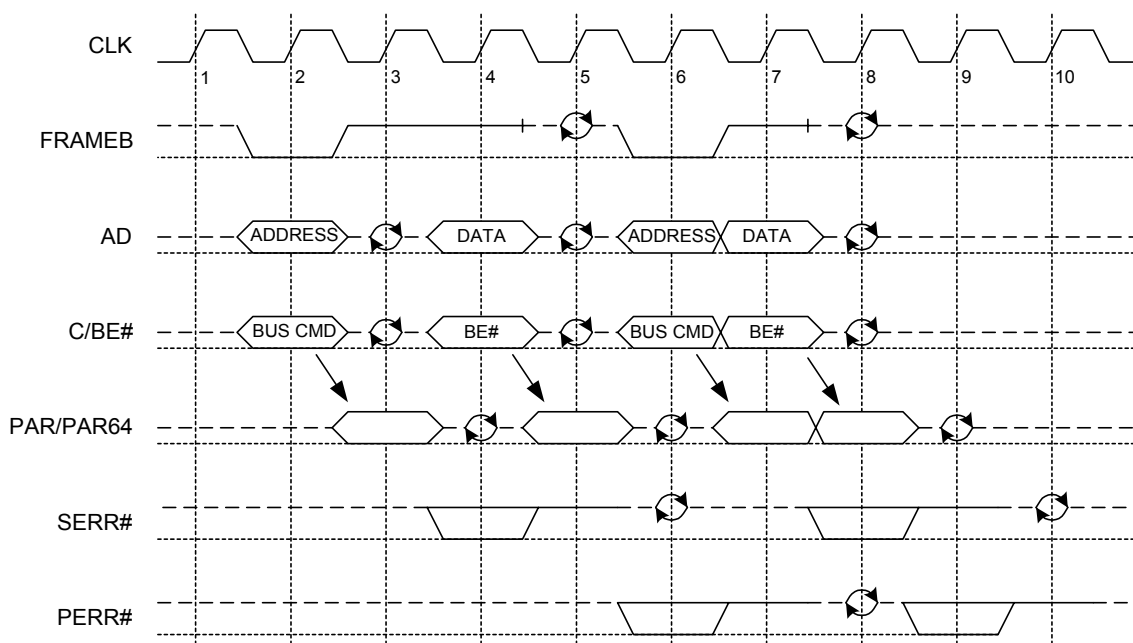 CLK
1 2 3 4 5 6 7 8 9 10
FRAMEB
AD
ADDRESS DATA ADDRESS DATA
C/BE#
BUS CMD BE# BUS CMD BE#
PAR/PAR64
SERR#
PERR#